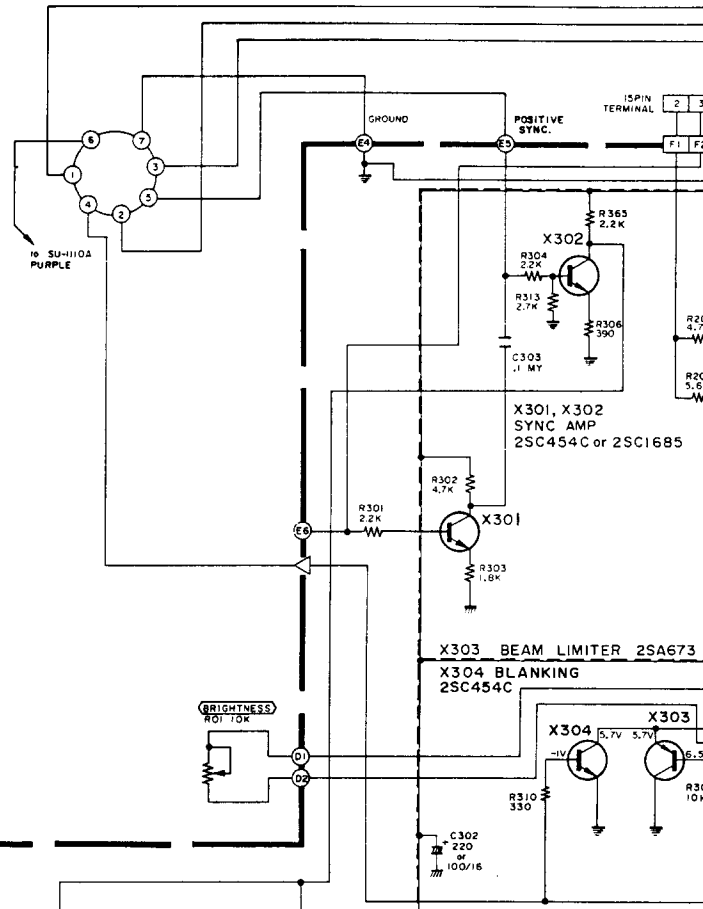 15PIN
TERMINAL
2
3
GROUND
POSITIVE
SYNC.
E4
E5
F1
F2
6
7
1
3
4
5
2
to SU-1110A
PURPLE
R365
2.2K
X302
R304
2.2K
R313
2.7K
R306
390
C303
.1 MY
X301, X302
SYNC AMP
2SC454C or 2SC1685
R302
4.7K
R301
2.2K
E6
X301
R303
1.8K
X303 BEAM LIMITER 2SA673
X304 BLANKING
2SC454C
BRIGHTNESS
R01 10K
D1
D2
X304
X303
5.7V
5.7V
-1V
6.5
R310
330
10K
+ C302
220
or
100/16